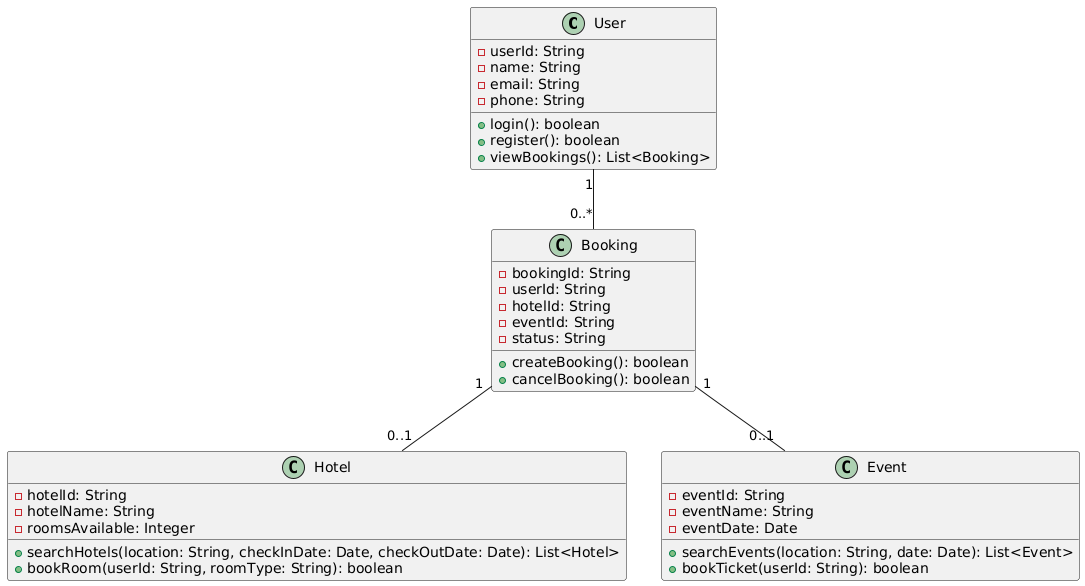 C User
userId: String
name: String
email: String
phone: String
login(): boolean
register(): boolean
viewBookings(): List<Booking>
1
0..*
C Booking
bookingId: String
userId: String
hotelId: String
eventId: String
status: String
createBooking(): boolean
cancelBooking(): boolean
1
1
0..1
0..1
C Hotel
hotelId: String
hotelName: String
roomsAvailable: Integer
searchHotels(location: String, checkInDate: Date, checkOutDate: Date): List<Hotel>
bookRoom(userId: String, roomType: String): boolean
C Event
eventId: String
eventName: String
eventDate: Date
searchEvents(location: String, date: Date): List<Event>
bookTicket(userId: String): boolean